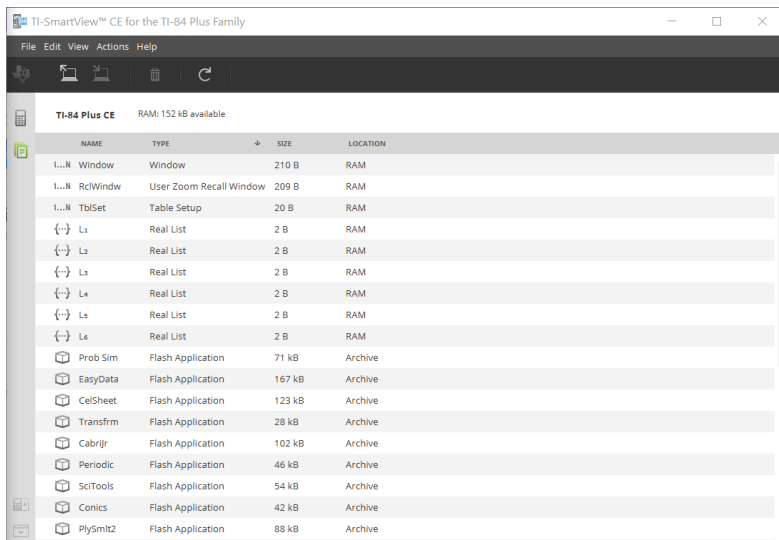 TI-SmartView™ CE for the TI-84 Plus Family
File Edit View Actions Help
TI-84 Plus CE RAM: 152 kB available
NAME TYPE SIZE LOCATION
1...N Window Window 210 B RAM
1...N RclWindw User Zoom Recall Window 209 B RAM
1...N TblSet Table Setup 20 B RAM
{...} L₁ Real List 2 B RAM
{...} L₂ Real List 2 B RAM
{...} L₃ Real List 2 B RAM
{...} L₄ Real List 2 B RAM
{...} L₅ Real List 2 B RAM
{...} L₆ Real List 2 B RAM
Prob Sim Flash Application 71 kB Archive
EasyData Flash Application 167 kB Archive
CelSheet Flash Application 123 kB Archive
Transfrm Flash Application 28 kB Archive
CabriJr Flash Application 102 kB Archive
Periodic Flash Application 46 kB Archive
SciTools Flash Application 54 kB Archive
Conics Flash Application 42 kB Archive
PlySmlt2 Flash Application 88 kB Archive